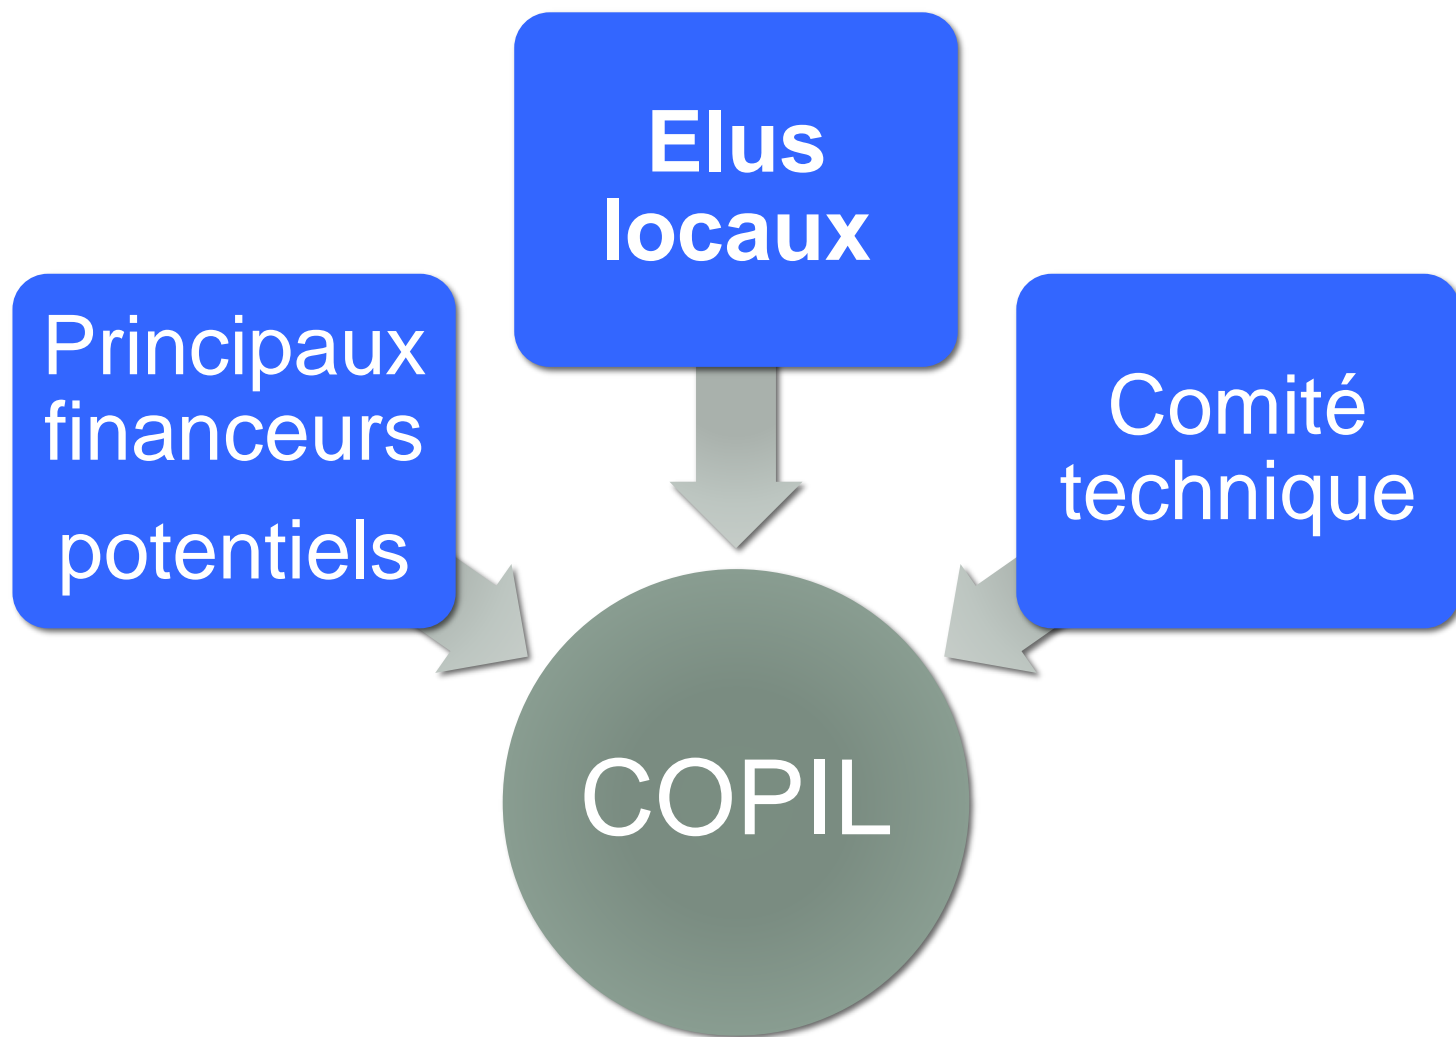 Elus
locaux
Principaux
financeurs
potentiels
Comité
technique
COPIL